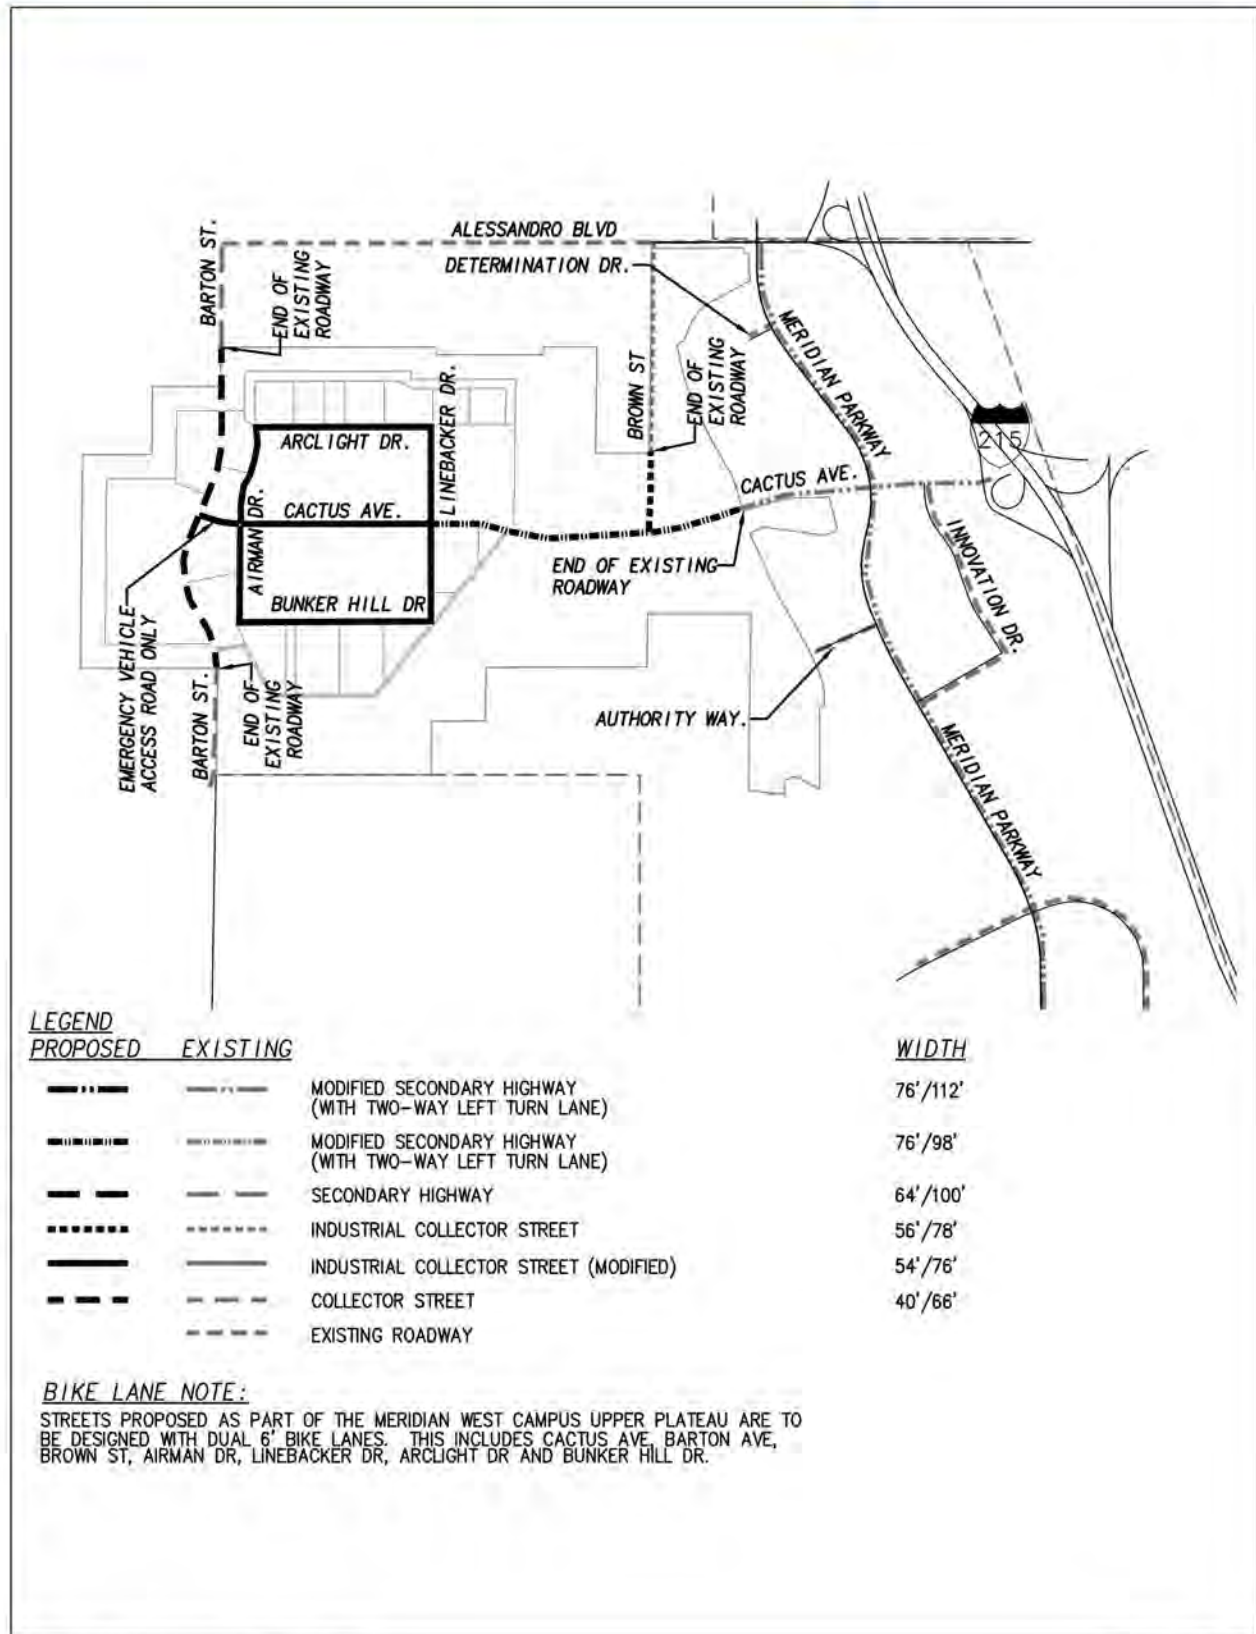 ALESSANDRO BLVD
BARTON ST.
DETERMINATION DR.
END OF
EXISTING
ROADWAY
MERIDIAN PARKWAY
BROWN ST
END OF
EXISTING
ROADWAY
LINEBACKER DR.
215
ARCLIGHT DR.
CACTUS AVE.
AIRMAN DR.
CACTUS AVE.
INNOVATION DR.
END OF EXISTING
ROADWAY
BUNKER HILL DR
EMERGENCY VEHICLE
ACCESS ROAD ONLY
BARTON ST.
END OF
EXISTING
ROADWAY
AUTHORITY WAY.
MERIDIAN PARKWAY
LEGEND
PROPOSED EXISTING WIDTH
MODIFIED SECONDARY HIGHWAY 76'/112'
(WITH TWO-WAY LEFT TURN LANE)
MODIFIED SECONDARY HIGHWAY 76'/98'
(WITH TWO-WAY LEFT TURN LANE)
SECONDARY HIGHWAY 64'/100'
INDUSTRIAL COLLECTOR STREET 56'/78'
INDUSTRIAL COLLECTOR STREET (MODIFIED) 54'/76'
COLLECTOR STREET 40'/66'
EXISTING ROADWAY
BIKE LANE NOTE:
STREETS PROPOSED AS PART OF THE MERIDIAN WEST CAMPUS UPPER PLATEAU ARE TO
BE DESIGNED WITH DUAL 6' BIKE LANES. THIS INCLUDES CACTUS AVE, BARTON AVE,
BROWN ST, AIRMAN DR, LINEBACKER DR, ARCLIGHT DR AND BUNKER HILL DR.